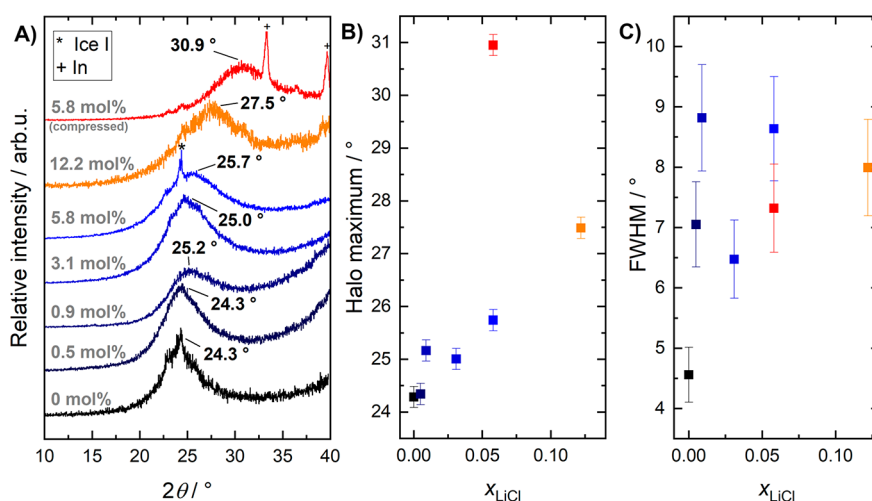 A)
* Ice I
+ In
+
+
30.9 °
5.8 mol%
(compressed)
27.5 °
12.2 mol%
*
25.7 °
5.8 mol%
25.0 °
3.1 mol%
25.2 °
0.9 mol%
24.3 °
0.5 mol%
24.3 °
0 mol%
Relative intensity / arb.u.
10 15 20 25 30 35 40
2θ / °
B)
31
30
29
28
27
26
25
24
Halo maximum / °
0.00 0.05 0.10
xLiCl
C)
10
9
8
7
6
5
4
FWHM / °
0.00 0.05 0.10
xLiCl